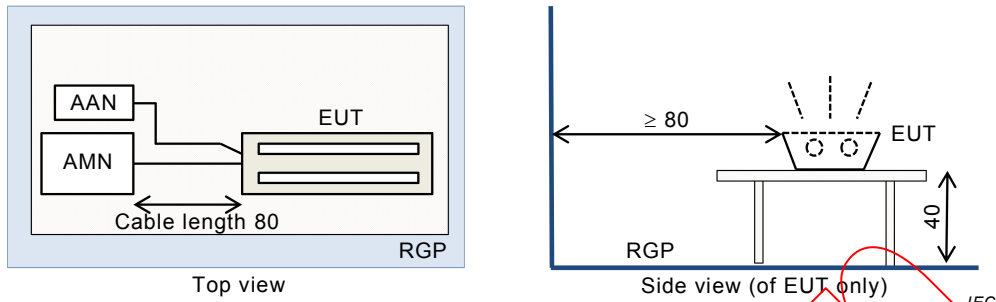 AAN
EUT
AMN
Cable length 80
RGP
Top view
≥ 80
EUT
40
RGP
Side view (of EUT only)
IEC